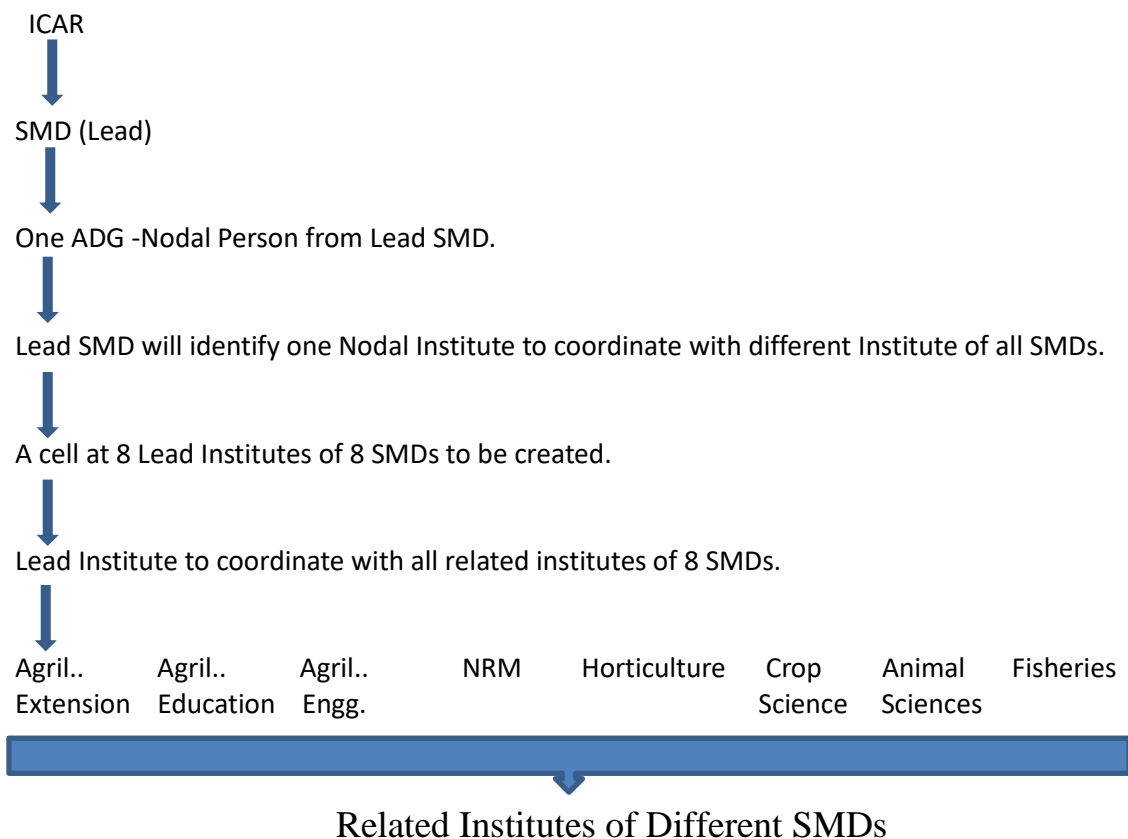 ICAR
SMD (Lead)
One ADG -Nodal Person from Lead SMD.
Lead SMD will identify one Nodal Institute to coordinate with different Institute of all SMDs.
A cell at 8 Lead Institutes of 8 SMDs to be created.
Lead Institute to coordinate with all related institutes of 8 SMDs.
Agril.. Agril.. Agril.. NRM Horticulture Crop Animal Fisheries
Extension Education Engg. Science Sciences
Related Institutes of Different SMDs